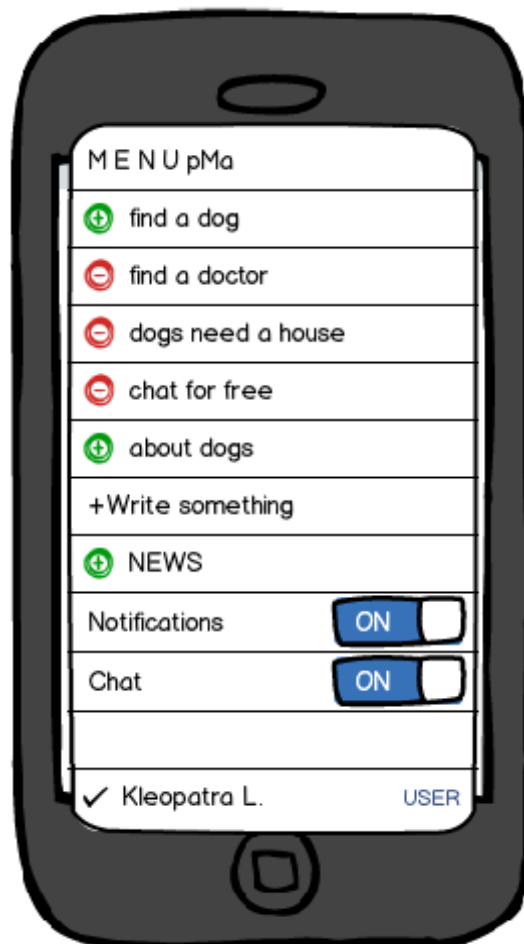 M E N U pMa
find a dog
find a doctor
dogs need a house
chat for free
about dogs
+Write something
NEWS
Notifications ON
Chat ON
Kleopatra L. USER